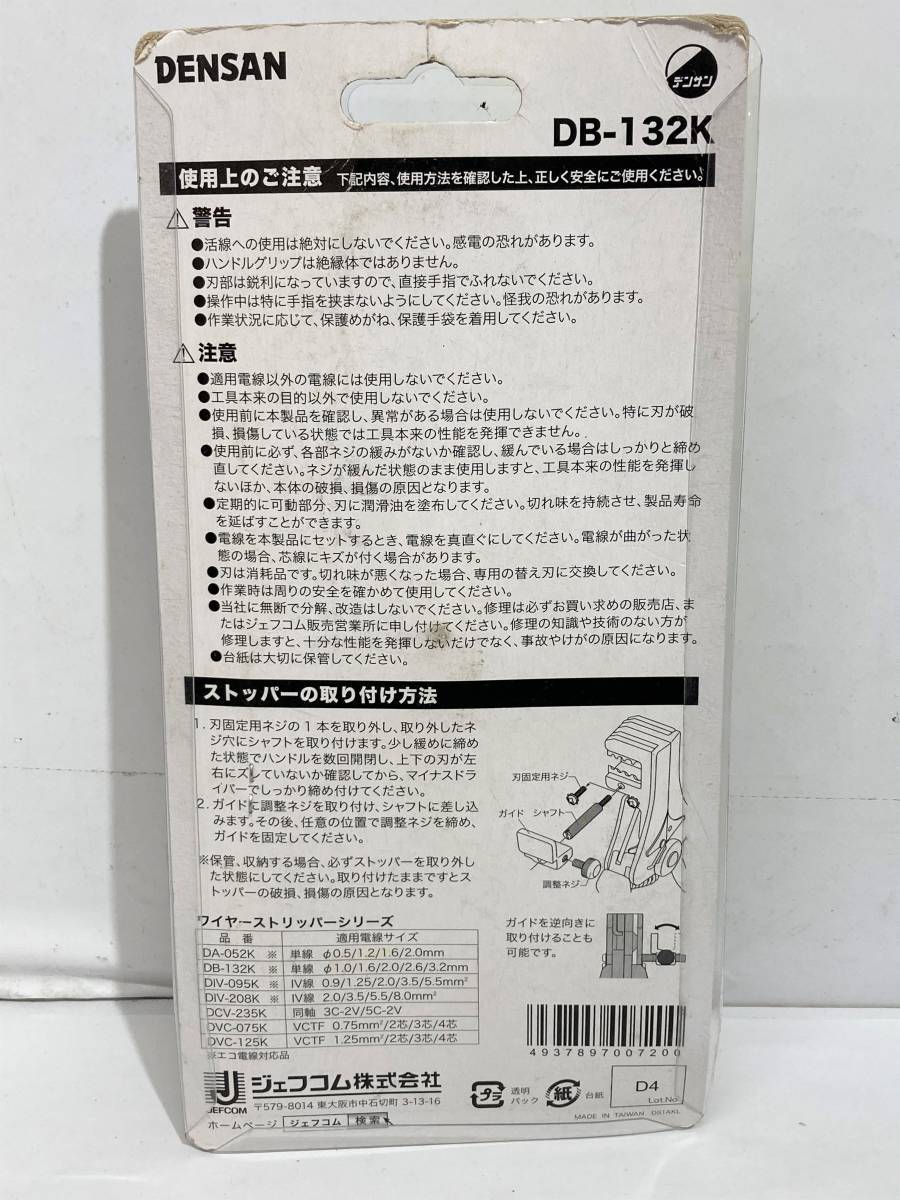 DENSAN
デンサン
DB-132K
使用上のご注意 下記内容、使用方法を確認した上、正しく安全にご使用ください。
⚠警告
●活線への使用は絶対にしないでください。感電の恐れがあります。
●ハンドルグリップは絶縁体ではありません。
●刃部は鋭利になっていますので、直接手指でふれないでください。
●操作中は特に手指を挟まないようにしてください。怪我の恐れがあります。
●作業状況に応じて、保護めがね、保護手袋を着用してください。
⚠注意
●適用電線以外の電線には使用しないでください。
●工具本来の目的以外で使用しないでください。
●使用前に本製品を確認し、異常がある場合は使用しないでください。特に刃が破
損、損傷している状態では工具本来の性能を発揮できません。
●使用前に必ず、各部ネジの緩みがないか確認し、緩んでいる場合はしっかりと締め
直してください。ネジが緩んだ状態のまま使用しますと、工具本来の性能を発揮し
ないほか、本体の破損、損傷の原因となります。
●定期的に可動部分、刃に潤滑油を塗布してください。切れ味を持続させ、製品寿命
を延ばすことができます。
●電線を本製品にセットするとき、電線を真直ぐにしてください。電線が曲がった状
態の場合、芯線にキズが付く場合があります。
●刃は消耗品です。切れ味が悪くなった場合、専用の替え刃に交換してください。
●作業時は周りの安全を確かめて使用してください。
●当社に無断で分解、改造はしないでください。修理は必ずお買い求めの販売店、ま
たはジェフコム販売営業所に申し付けてください。修理の知識や技術のない方が
修理しますと、十分な性能を発揮しないだけでなく、事故やけがの原因になります。
●台紙は大切に保管してください。
ストッパーの取り付け方法
1. 刃固定用ネジの1本を取り外し、取り外したネ
ジ穴にシャフトを取り付けます。少し緩めに締め
た状態でハンドルを数回開閉し、上下の刃が左
右にズレていないか確認してから、マイナスドラ
イバーでしっかり締め付けてください。
2. ガイドに調整ネジを取り付け、シャフトに差し込
みます。その後、任意の位置で調整ネジを締め、
ガイドを固定してください。
※保管、収納する場合、必ずストッパーを取り外し
た状態にしてください。取り付けたままですとス
トッパーの破損、損傷の原因となります。
刃固定用ネジ
ガイド シャフト
調整ネジ
ガイドを逆向きに
取り付けることも
可能です。
ワイヤーストリッパーシリーズ
品番 適用電線サイズ
DA-052K ※ 単線 φ0.5/1.2/1.6/2.0mm
DB-132K ※ 単線 φ1.0/1.6/2.0/2.6/3.2mm
DIV-095K ※ IV線 0.9/1.25/2.0/3.5/5.5mm²
DIV-208K ※ IV線 2.0/3.5/5.5/8.0mm²
DCV-235K 同軸 3C-2V/5C-2V
DVC-075K VCTF 0.75mm²/2芯/3芯/4芯
DVC-125K VCTF 1.25mm²/2芯/3芯/4芯
※エコ電線対応品
4937897007200
JEFCOM
ジェフコム株式会社
〒579-8014 東大阪市中石切町 3-13-16
ホームページ ジェフコム 検索
プラ 透明
パック
紙 台紙
D4
Lot.No
MADE IN TAIWAN DS1AKL